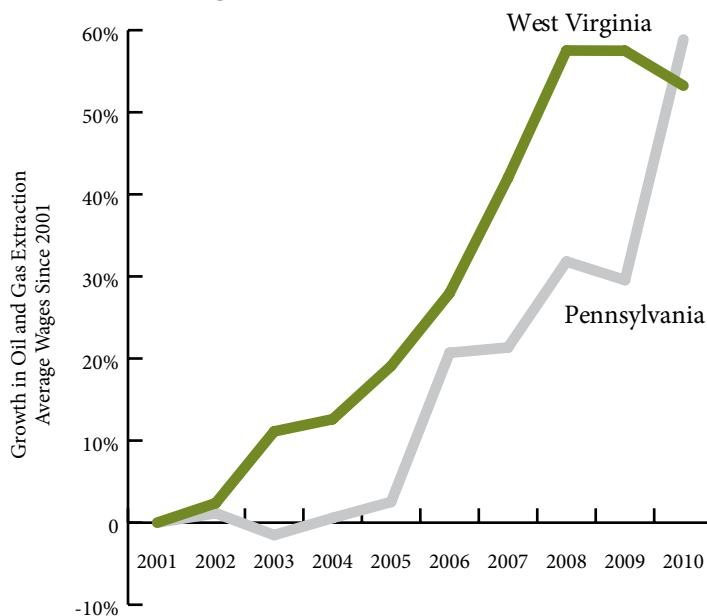 West Virginia
60%
50%
40%
30%
20%
10%
0
-10%
Growth in Oil and Gas Extraction
Average Wages Since 2001
Pennsylvania
2001 2002 2003 2004 2005 2006 2007 2008 2009 2010